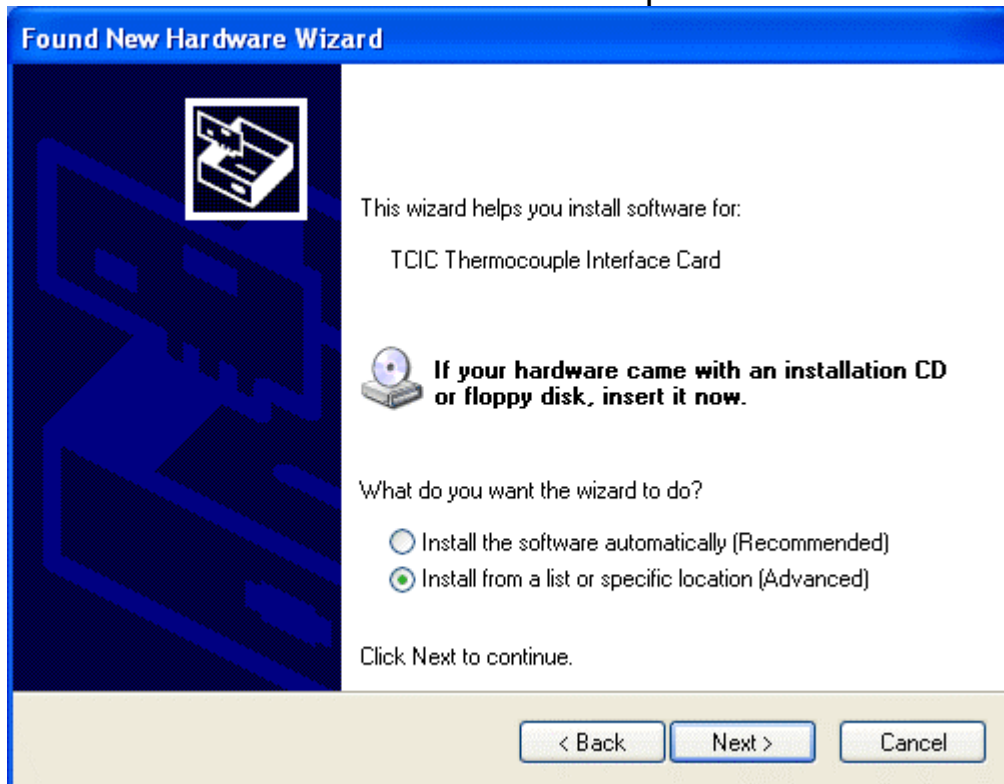 Found New Hardware Wizard
This wizard helps you install software for:
TCIC Thermocouple Interface Card
If your hardware came with an installation CD
or floppy disk, insert it now.
What do you want the wizard to do?
Install the software automatically (Recommended)
Install from a list or specific location (Advanced)
Click Next to continue.
< Back
Next >
Cancel